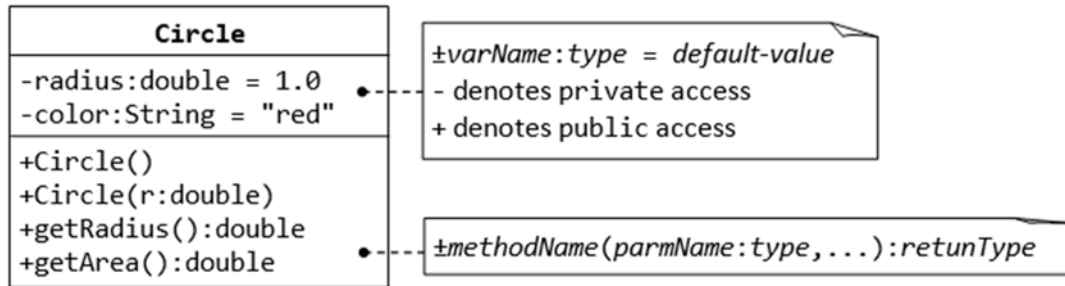 Circle
-radius:double = 1.0
-color:String = "red"
+Circle()
+Circle(r:double)
+getRadius():double
+getArea():double
±varName:type = default-value
- denotes private access
+ denotes public access
±methodName(parmName:type,...):retunType